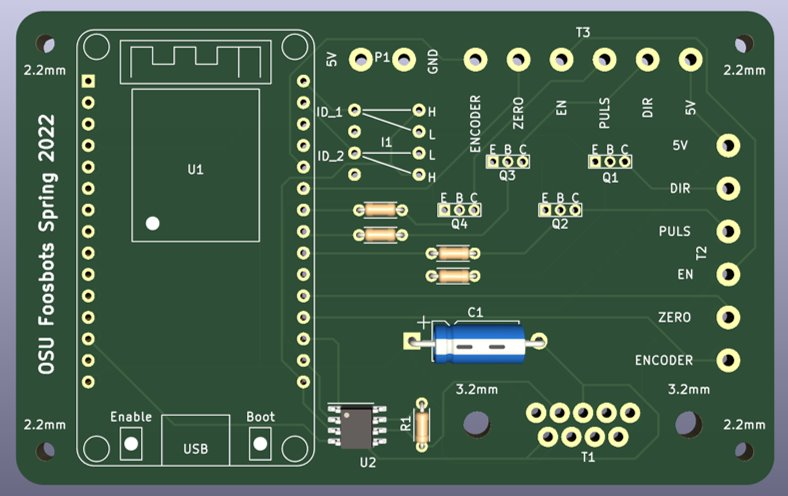 5V
P1
GND
T3
2.2mm
2.2mm
ID_1
H
L
I1
ID_2
L
H
ENCODER
ZERO
EN
PULS
DIR
5V
OSU Foosbots Spring 2022
U1
E B C
Q3
E B C
Q1
5V
DIR
E B C
Q4
E B C
Q2
PULS
T2
EN
C1
+
ZERO
ENCODER
3.2mm
3.2mm
2.2mm
Enable
Boot
USB
U2
R1
T1
2.2mm